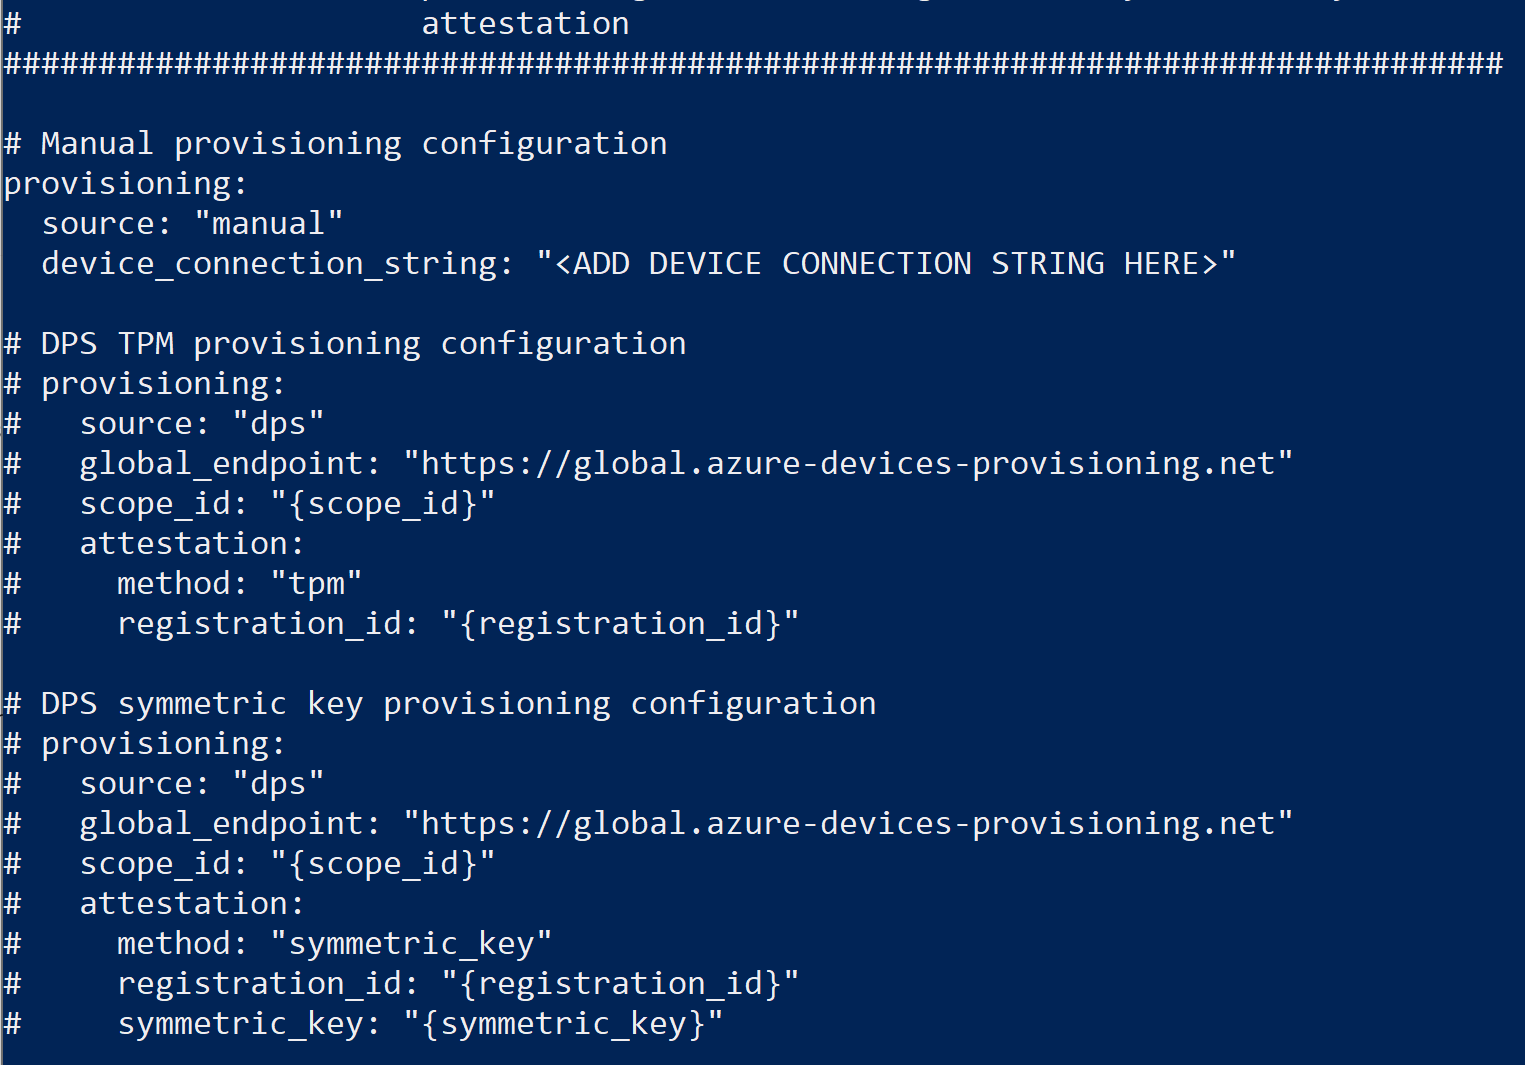 #                      attestation
###############################################################################

# Manual provisioning configuration
provisioning:
  source: "manual"
  device_connection_string: "<ADD DEVICE CONNECTION STRING HERE>"

# DPS TPM provisioning configuration
# provisioning:
#   source: "dps"
#   global_endpoint: "https://global.azure-devices-provisioning.net"
#   scope_id: "{scope_id}"
#   attestation:
#     method: "tpm"
#     registration_id: "{registration_id}"

# DPS symmetric key provisioning configuration
# provisioning:
#   source: "dps"
#   global_endpoint: "https://global.azure-devices-provisioning.net"
#   scope_id: "{scope_id}"
#   attestation:
#     method: "symmetric_key"
#     registration_id: "{registration_id}"
#     symmetric_key: "{symmetric_key}"